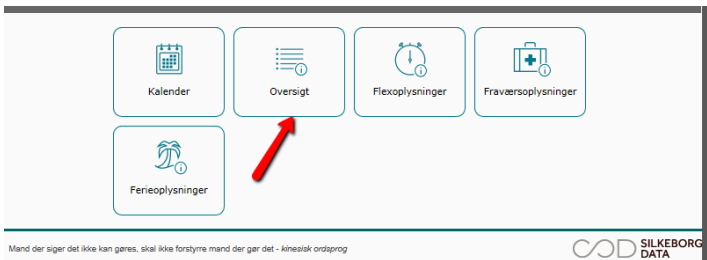 Kalender
Oversigt
Flexoplysninger
Fraværsoplysninger
Ferieoplysninger
Mand der siger det ikke kan gøres, skal ikke forstyrre mand der gør det - kinesisk ordsprog
SILKEBORG
DATA